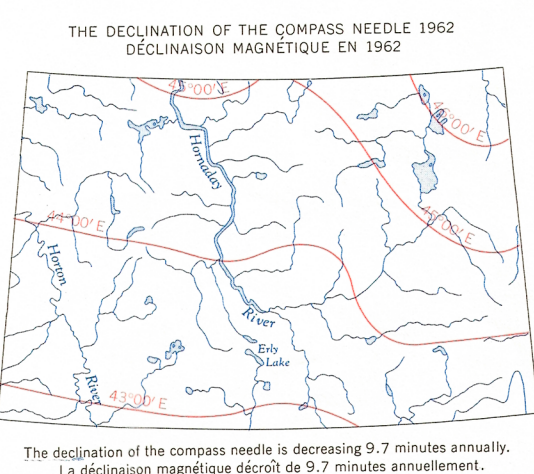 THE DECLINATION OF THE COMPASS NEEDLE 1962
DÉCLINAISON MAGNÉTIQUE EN 1962
45°00' E
46°00' E
Hornaday
44°00' E
45°00' E
Horton
River
Erly
Lake
River
43°00' E
The declination of the compass needle is decreasing 9.7 minutes annually.
La déclinaison magnétique décroît de 9.7 minutes annuellement.